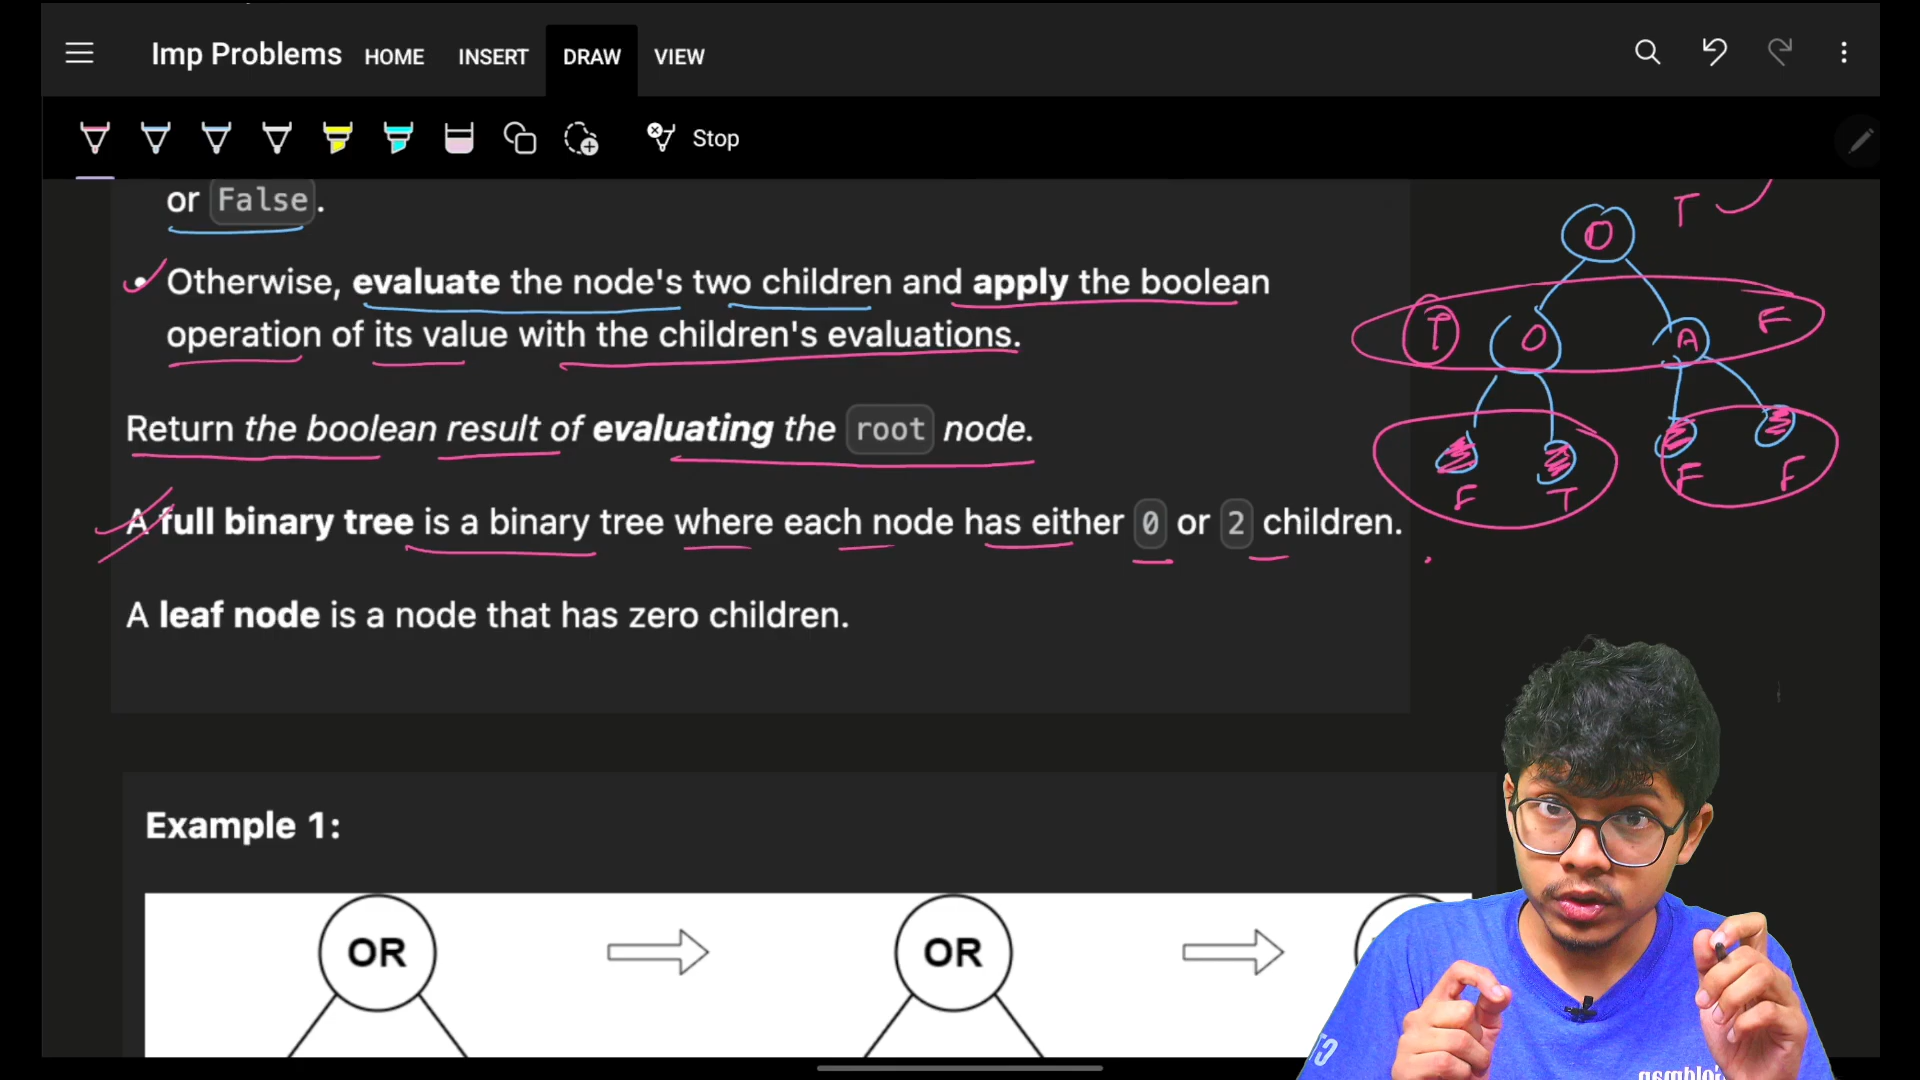 Imp Problems HOME INSERT DRAW VIEW
Stop
or False.
Otherwise, evaluate the node's two children and apply the boolean
operation of its value with the children's evaluations.
Return the boolean result of evaluating the root node.
A full binary tree is a binary tree where each node has either 0 or 2 children.
A leaf node is a node that has zero children.
T
O
T O A F
F T F F
Example 1:
OR OR